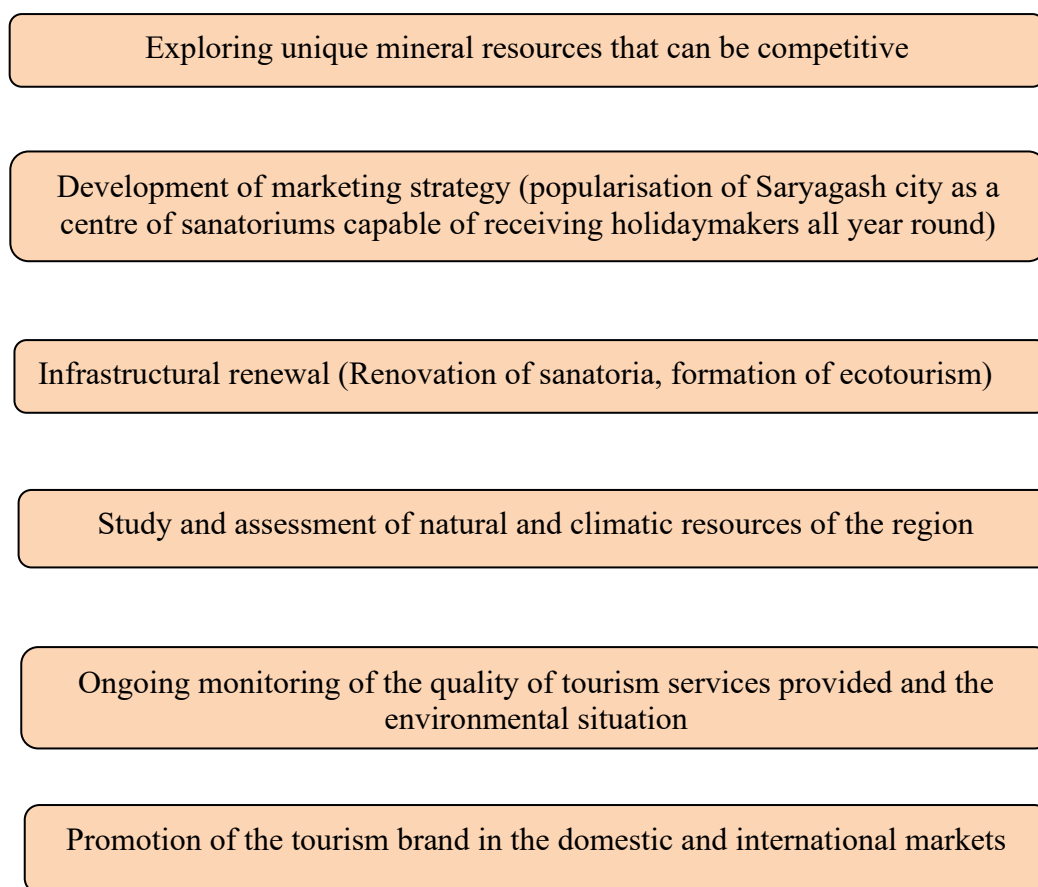 Exploring unique mineral resources that can be competitive
Development of marketing strategy (popularisation of Saryagash city as a
centre of sanatoriums capable of receiving holidaymakers all year round)
Infrastructural renewal (Renovation of sanatoria, formation of ecotourism)
Study and assessment of natural and climatic resources of the region
Ongoing monitoring of the quality of tourism services provided and the
environmental situation
Promotion of the tourism brand in the domestic and international markets